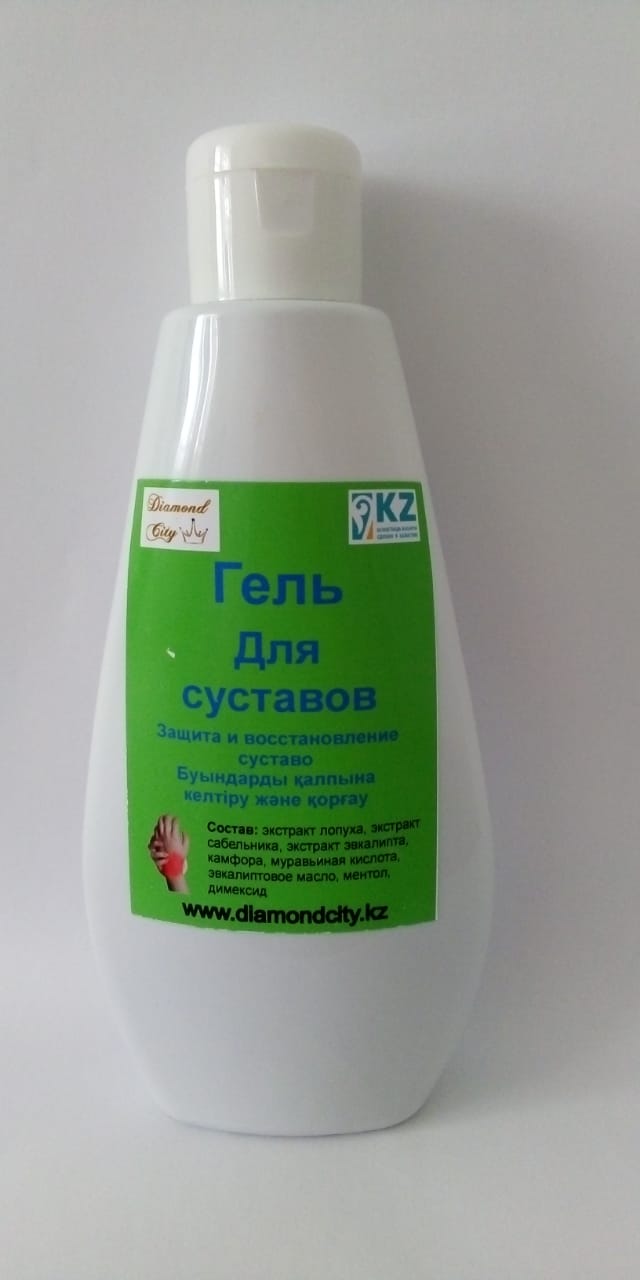 Diamond
City
KZ
Гель
Для
суставов
Защита и восстановление
суставо
Буындарды қалпына
келтіру және қорғау
Состав: экстракт лопуха, экстракт
сабельника, экстракт эвкалипта,
камфора, муравьиная кислота,
эвкалиптовое масло, ментол,
димексид
www.diamondcity.kz